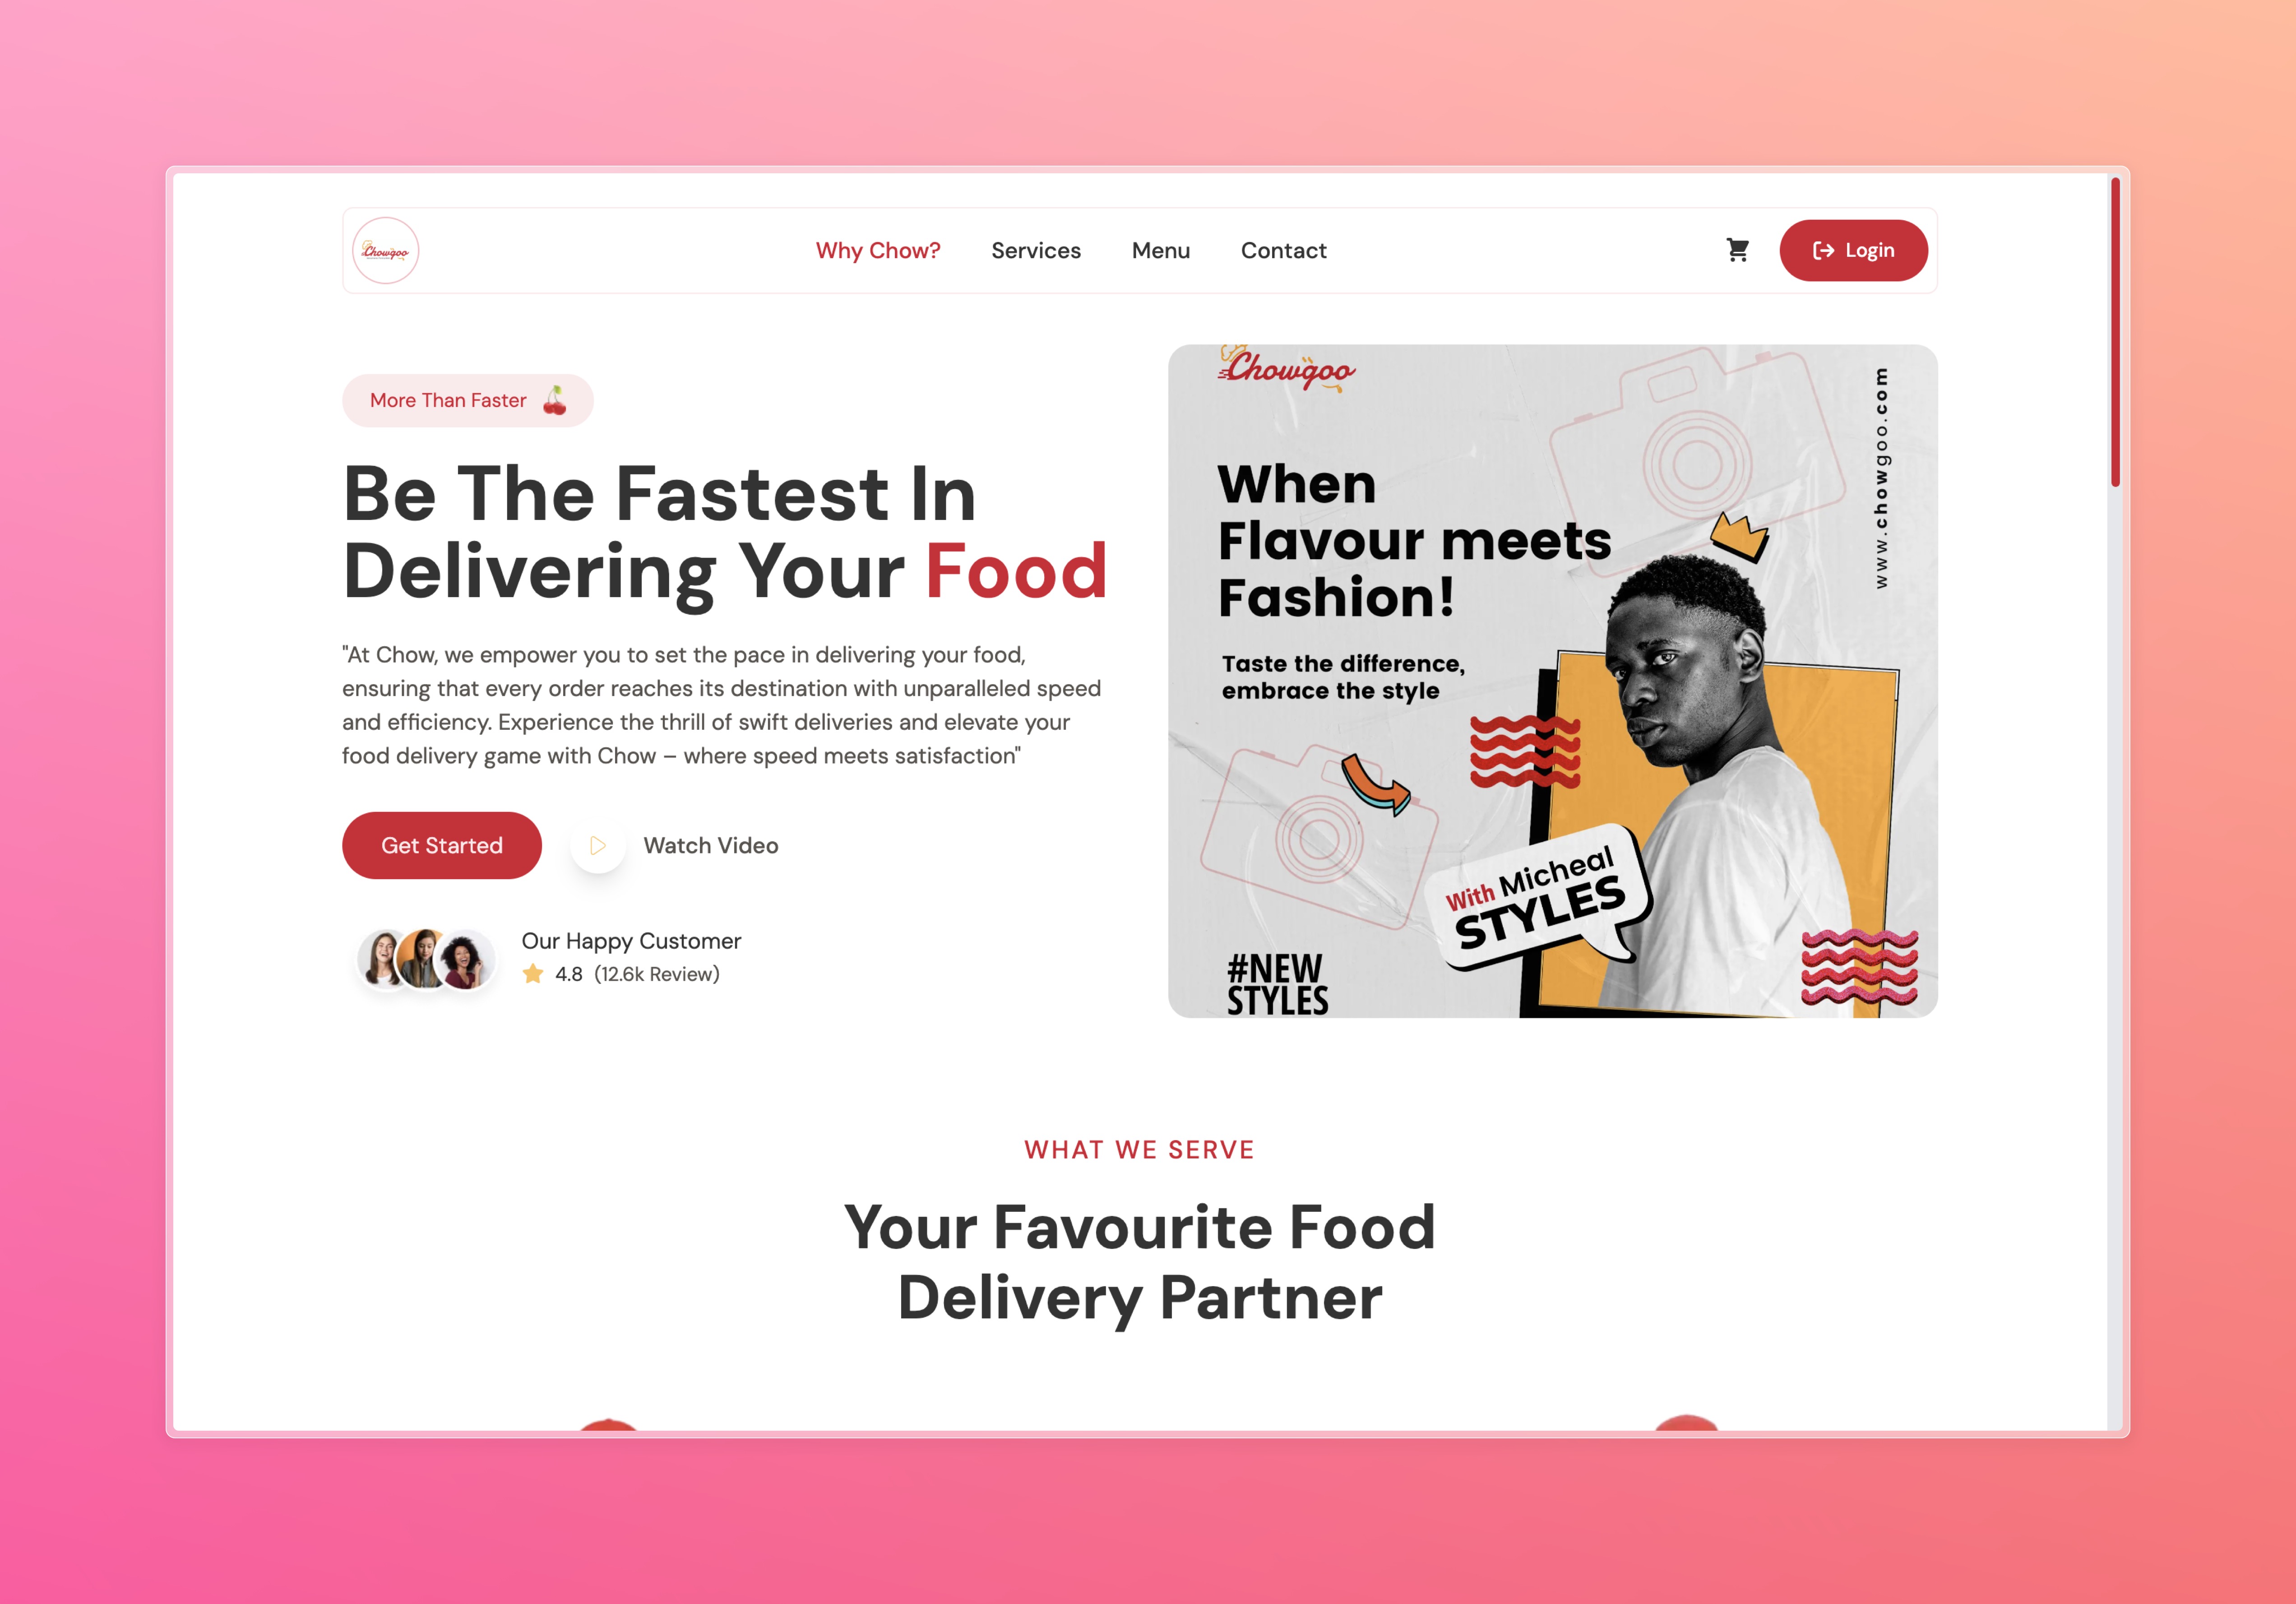 Chowgoo
Why Chow?
Services
Menu
Contact
Login
More Than Faster
Be The Fastest In
Delivering Your Food
"At Chow, we empower you to set the pace in delivering your food,
ensuring that every order reaches its destination with unparalleled speed
and efficiency. Experience the thrill of swift deliveries and elevate your
food delivery game with Chow – where speed meets satisfaction"
Get Started
Watch Video
Our Happy Customer
4.8 (12.6k Review)
Chowgoo
www.chowgoo.com
When
Flavour meets
Fashion!
Taste the difference,
embrace the style
With Micheal
STYLES
#NEW
STYLES
WHAT WE SERVE
Your Favourite Food
Delivery Partner